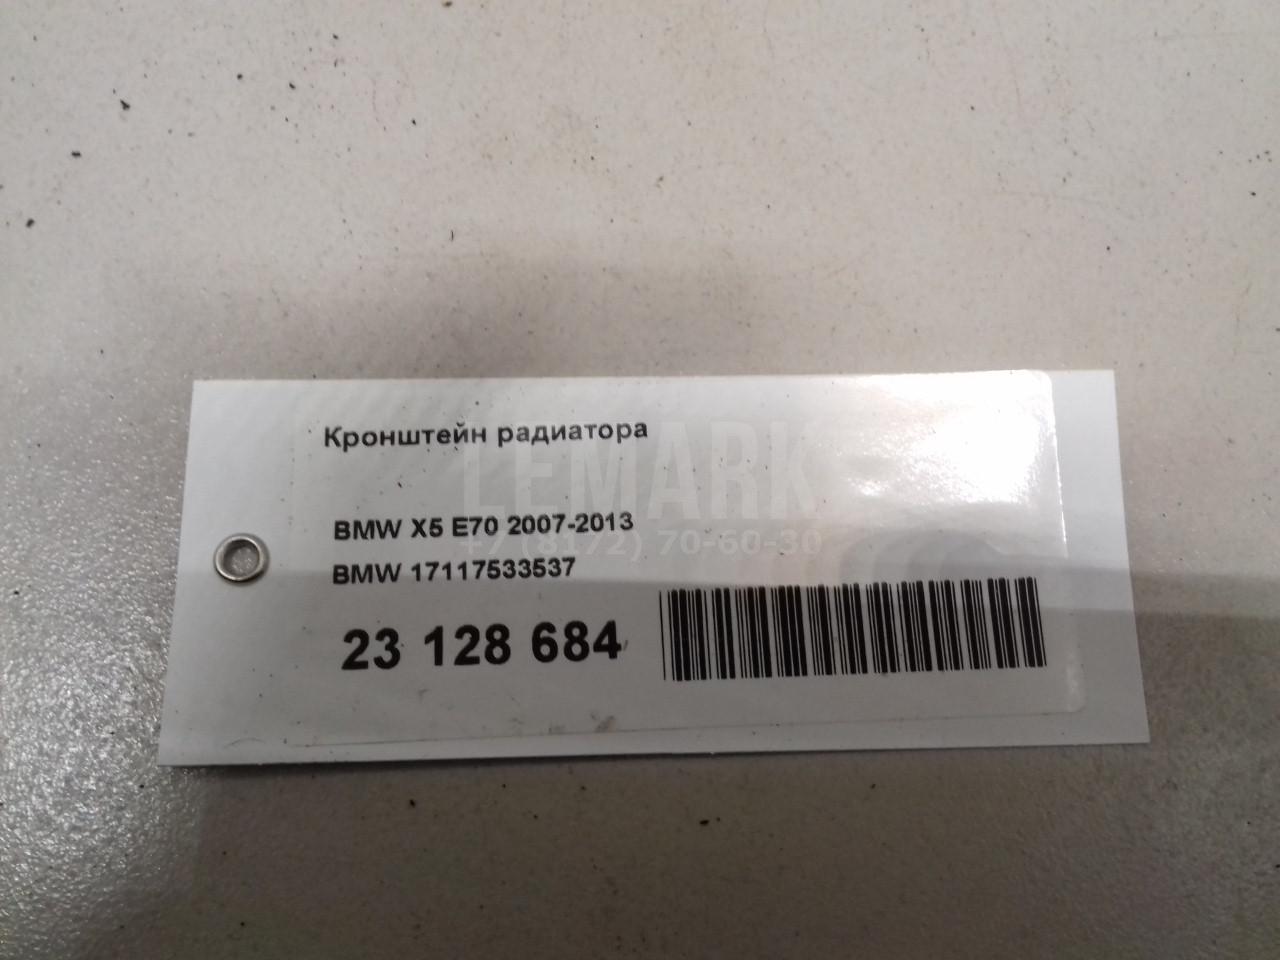 Кронштейн радиатора
LEMARK
BMW X5 E70 2007-2013
+7 (8172) 70-60-30
BMW 17117533537
23 128 684